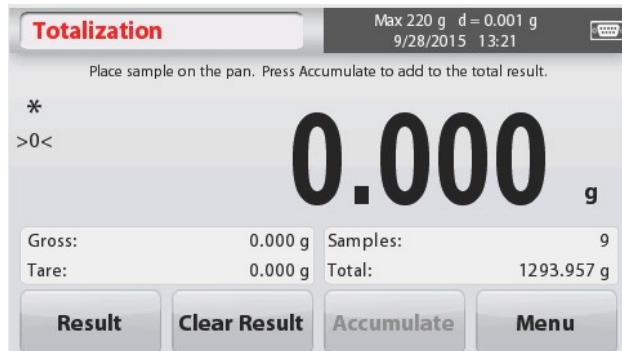 Totalization
Max 220 g d = 0.001 g
9/28/2015 13:21
Place sample on the pan. Press Accumulate to add to the total result.
*
>0<
0.000 g
Gross: 0.000 g
Tare: 0.000 g
Samples: 9
Total: 1293.957 g
Result
Clear Result
Accumulate
Menu